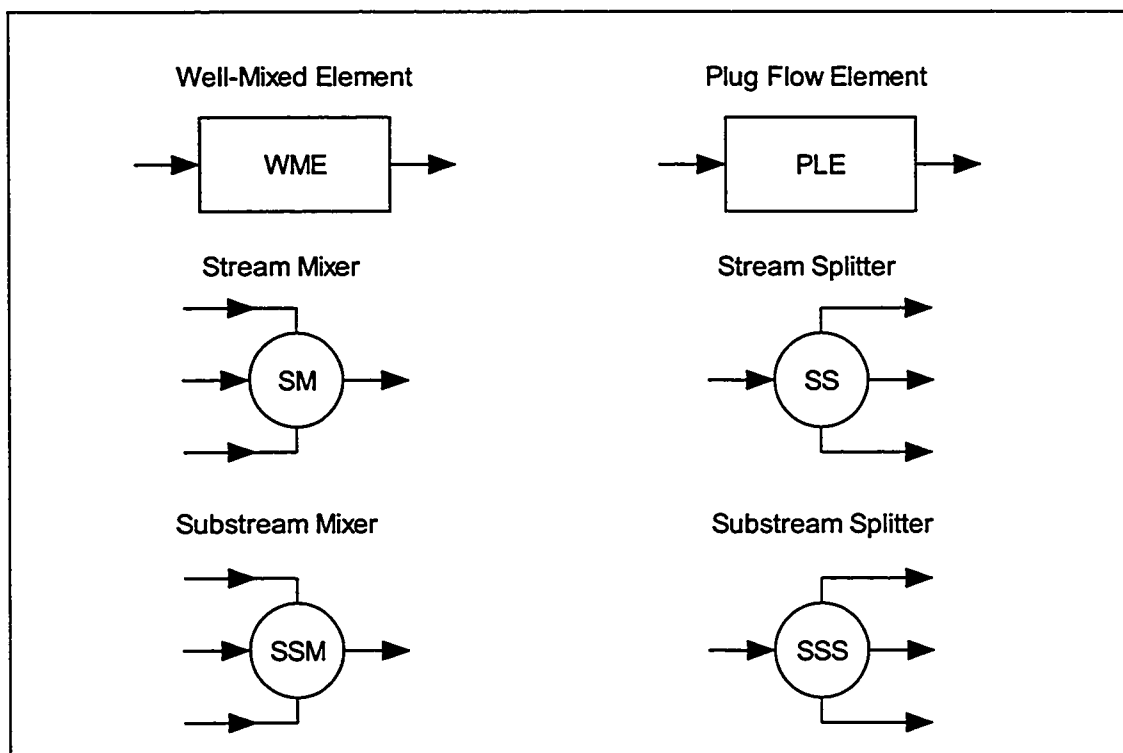 Well-Mixed Element
Plug Flow Element
WME
PLE
Stream Mixer
Stream Splitter
SM
SS
Substream Mixer
Substream Splitter
SSM
SSS